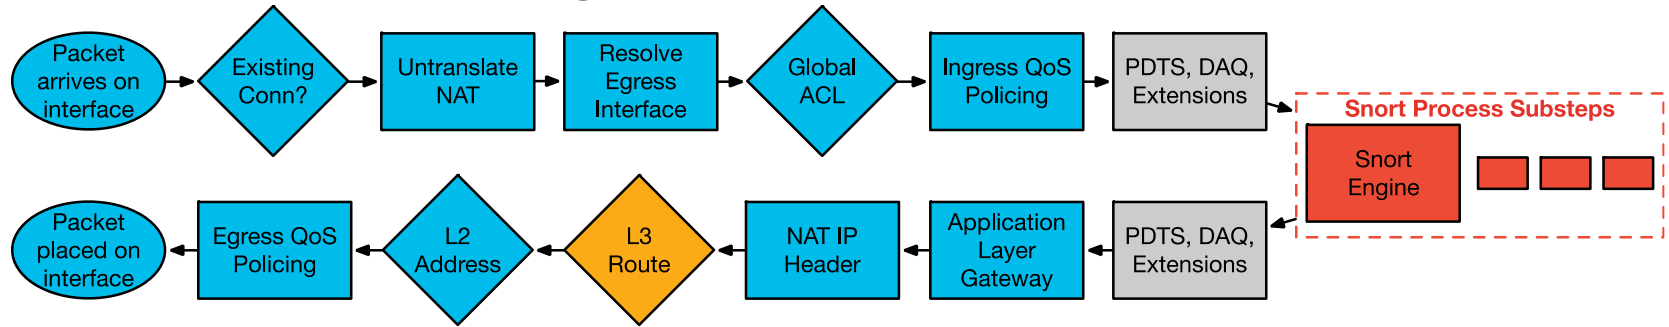 Packet
arrives on
interface
Existing
Conn?
Untranslate
NAT
Resolve
Egress
Interface
Global
ACL
Ingress QoS
Policing
PDTS, DAQ,
Extensions
Snort Process Substeps
Snort
Engine
Packet
placed on
interface
Egress QoS
Policing
L2
Address
L3
Route
NAT IP
Header
Application
Layer
Gateway
PDTS, DAQ,
Extensions